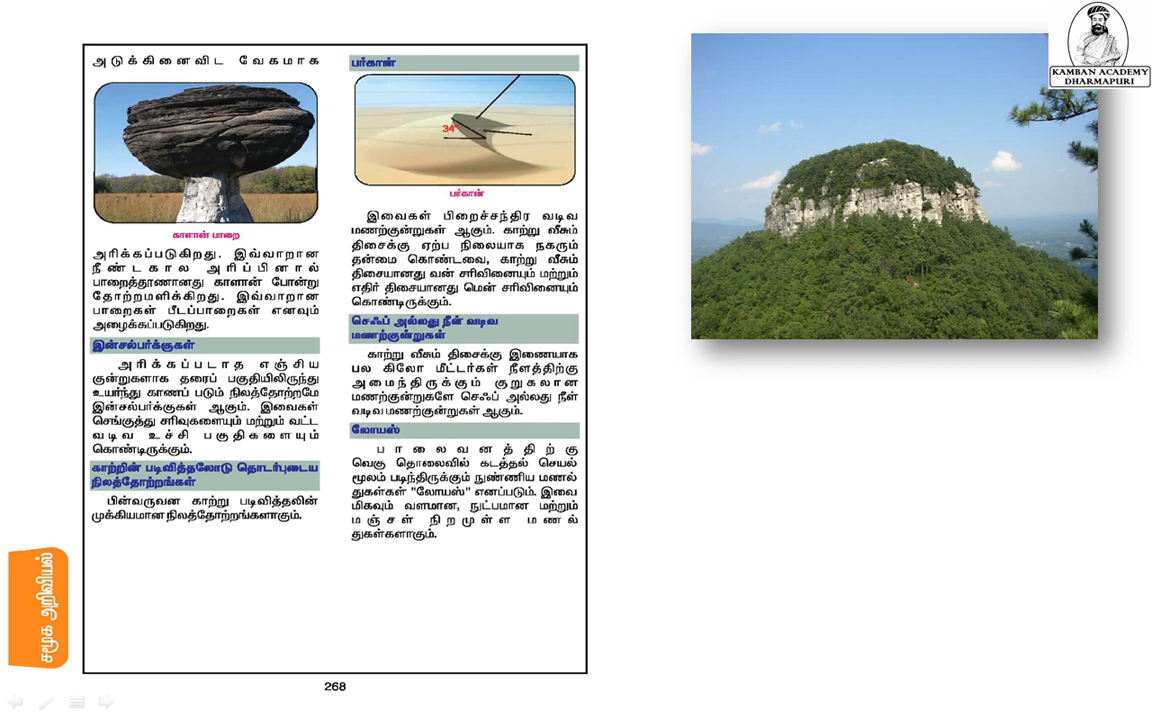 அடுக்கினைவிட வேகமாக
காளான் பாறை
அரிக்கப்படுகிறது. இவ்வாறான
நீண்டகால அரிப்பினால்
பாறைத்தூணானது காளான் போன்று
தோற்றமளிக்கிறது. இவ்வாறான
பாறைகள் பீடப்பாறைகள் எனவும்
அழைக்கப்படுகிறது.
இன்சல்பர்க்குகள்
அரிக்கப்படாத எஞ்சிய
குன்றுகளாக தரைப் பகுதியிலிருந்து
உயர்ந்து காணப் படும் நிலத்தோற்றமே
இன்சல்பர்க்குகள் ஆகும். இவைகள்
செங்குத்து சரிவுகளையும் மற்றும் வட்ட
வடிவ உச்சி பகுதிகளையும்
கொண்டிருக்கும்.
காற்றின் படிவித்தலோடு தொடர்புடைய
நிலத்தோற்றங்கள்
பின்வருவன காற்று படிவித்தலின்
முக்கியமான நிலத்தோற்றங்களாகும்.
பர்கான்
34°
பர்கான்
இவைகள் பிறைச்சந்திர வடிவ
மணற்குன்றுகள் ஆகும். காற்று வீசும்
திசைக்கு ஏற்ப நிலையாக நகரும்
தன்மை கொண்டவை, காற்று வீசும்
திசையானது வன் சரிவினையும் மற்றும்
எதிர் திசையானது மென் சரிவினையும்
கொண்டிருக்கும்.
செஃப் அல்லது நீள் வடிவ
மணற்குன்றுகள்
காற்று வீசும் திசைக்கு இணையாக
பல கிலோ மீட்டர்கள் நீளத்திற்கு
அமைந்திருக்கும் குறுகலான
மணற்குன்றுகளே செஃப் அல்லது நீள்
வடிவ மணற்குன்றுகள் ஆகும்.
லோயஸ்
பாலைவனத்திற்கு
வெகு தொலைவில் கடத்தல் செயல்
மூலம் படிந்திருக்கும் நுண்ணிய மணல்
துகள்கள் "லோயஸ்" எனப்படும். இவை
மிகவும் வளமான, நுட்பமான மற்றும்
மஞ்சள் நிறமுள்ள மணல்
துகள்களாகும்.
சமூக அறிவியல்
268
KAMBAN ACADEMY
DHARMAPURI